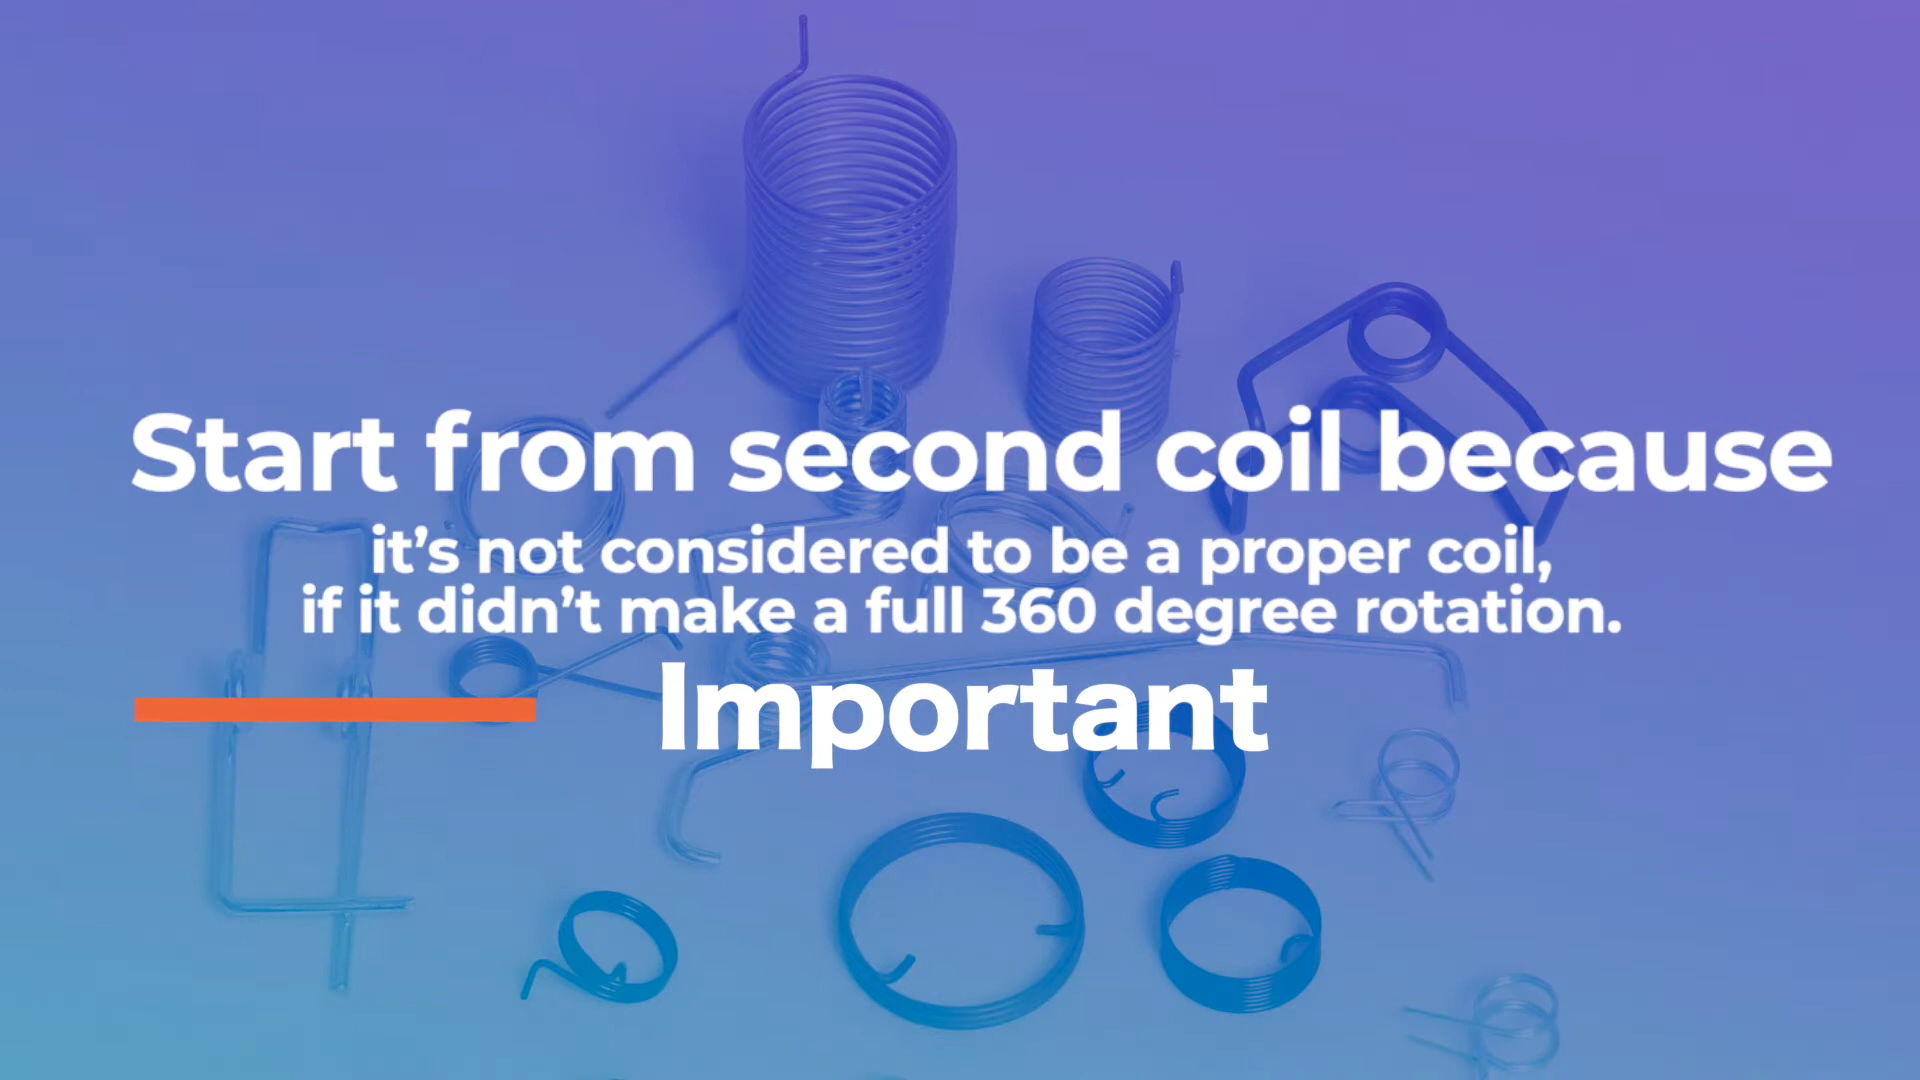 Start from second coil because
it’s not considered to be a proper coil,
if it didn’t make a full 360 degree rotation.
Important